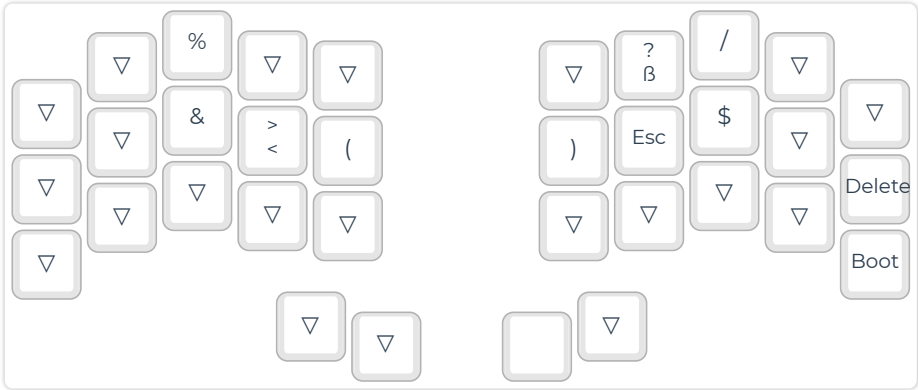 ▽ ▽ % ▽ ▽ ▽ ? / ▽ ▽
ß
▽ ▽ & > ( ) Esc $ ▽ Delete
<
▽ ▽ ▽ ▽ ▽ ▽ ▽ ▽ ▽ Boot
▽ ▽ ▽